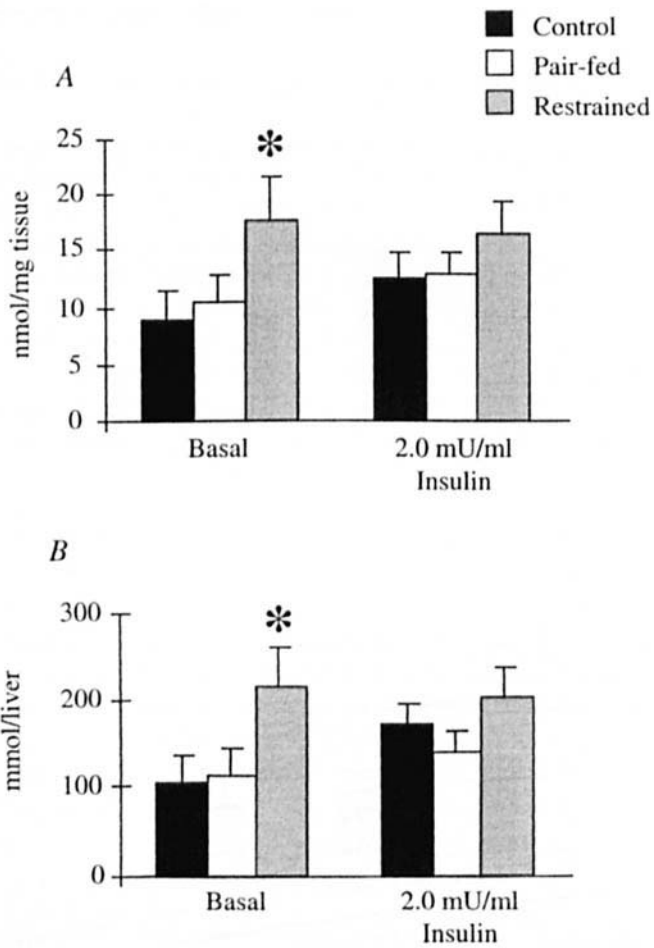 Control
Pair-fed
Restrained
A
*
25
20
15
10
5
0
nmol/mg tissue
Basal
2.0 mU/ml
Insulin
B
*
300
200
100
0
mmol/liver
Basal
2.0 mU/ml
Insulin